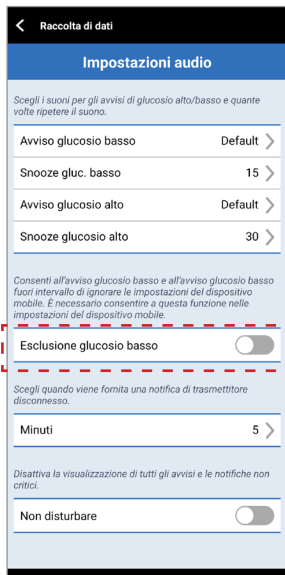 Raccolta di dati
Impostazioni audio
Scegli i suoni per gli avvisi di glucosio alto/basso e quante
volte ripetere il suono.
Avviso glucosio basso Default
Snooze gluc. basso 15
Avviso glucosio alto Default
Snooze glucosio alto 30
Consenti all'avviso glucosio basso e all'avviso glucosio basso
fuori intervallo di ignorare le impostazioni del dispositivo
mobile. È necessario consentire a questa funzione nelle
impostazioni del dispositivo mobile.
Esclusione glucosio basso
Scegli quando viene fornita una notifica di trasmettitore
disconnesso.
Minuti 5
Disattiva la visualizzazione di tutti gli avvisi e le notifiche non
critici.
Non disturbare